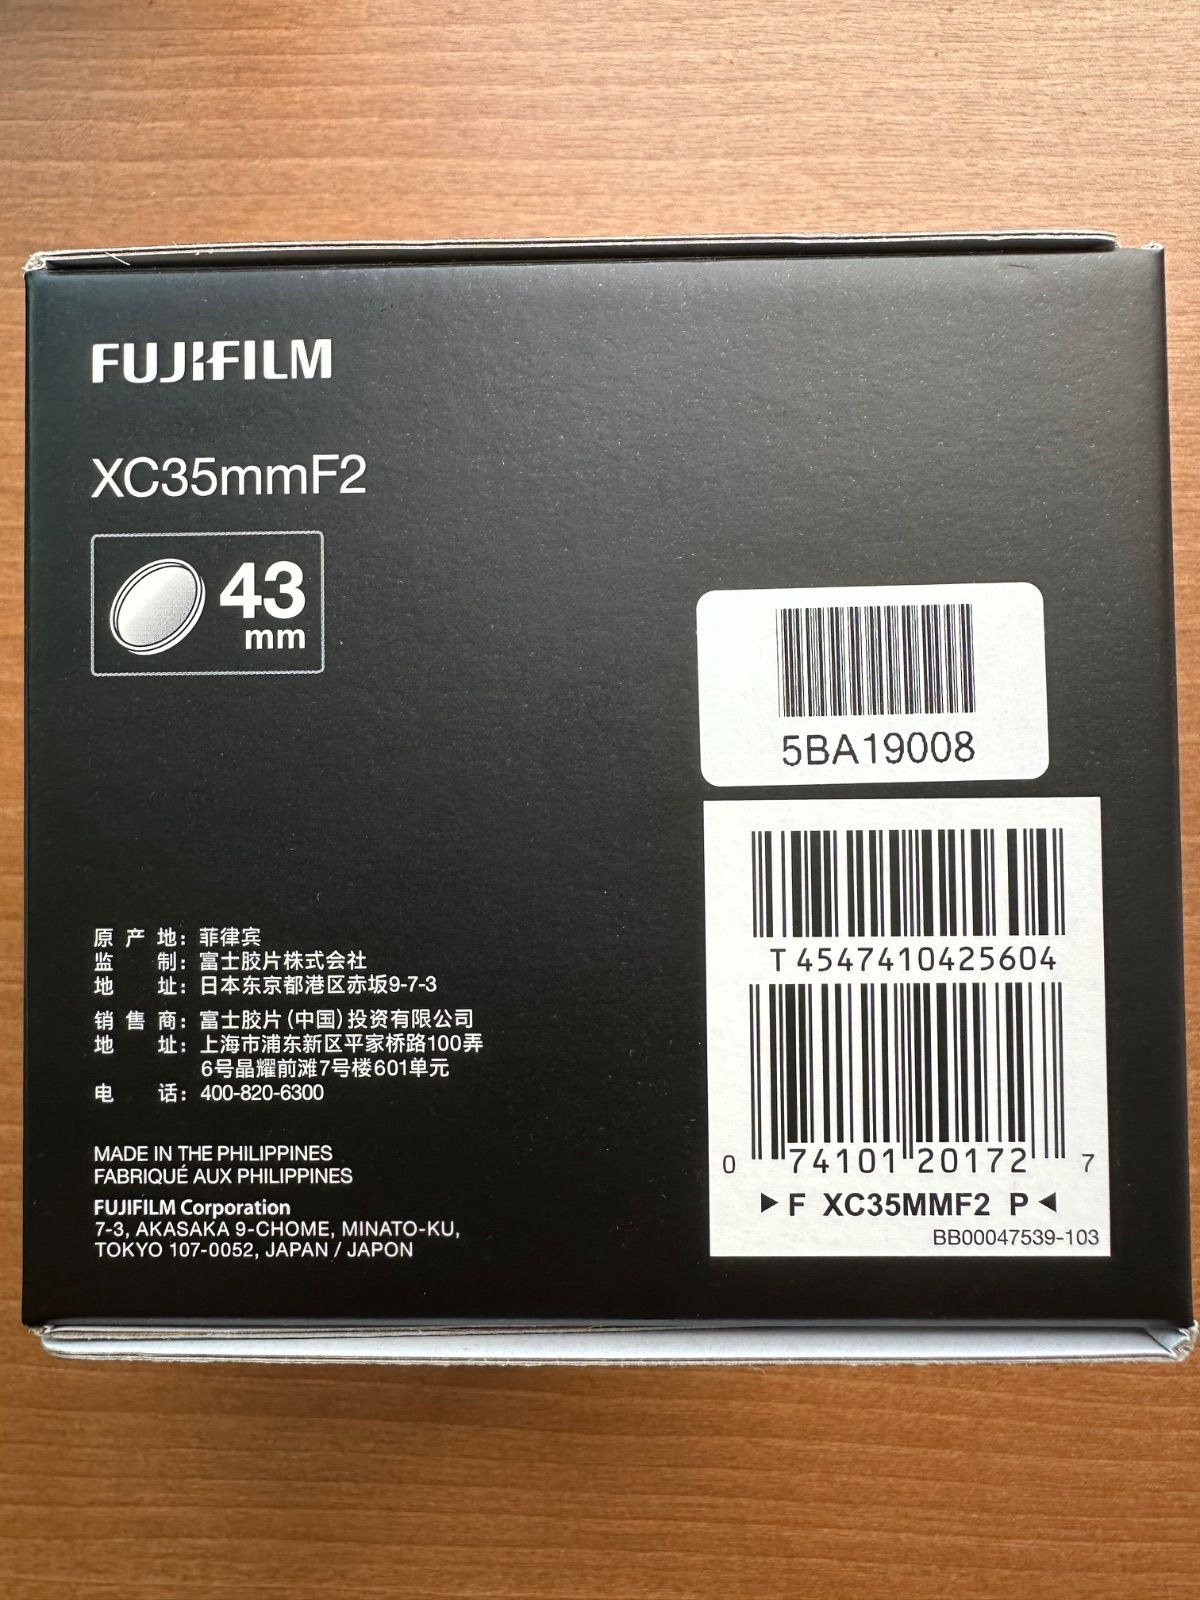 FUJIFILM
XC35mmF2
43
mm
5BA19008
T4547410425604
0 74101 20172 7
▶ F XC35MMF2 P ◀
BB00047539-103
原产地：菲律宾
监制：富士胶片株式会社
地址：日本东京都港区赤坂9-7-3
销售商：富士胶片（中国）投资有限公司
地址：上海市浦东新区平家桥路100弄
6号晶耀前滩7号楼601单元
电话：400-820-6300
MADE IN THE PHILIPPINES
FABRIQUÉ AUX PHILIPPINES
FUJIFILM Corporation
7-3, AKASAKA 9-CHOME, MINATO-KU,
TOKYO 107-0052, JAPAN / JAPON